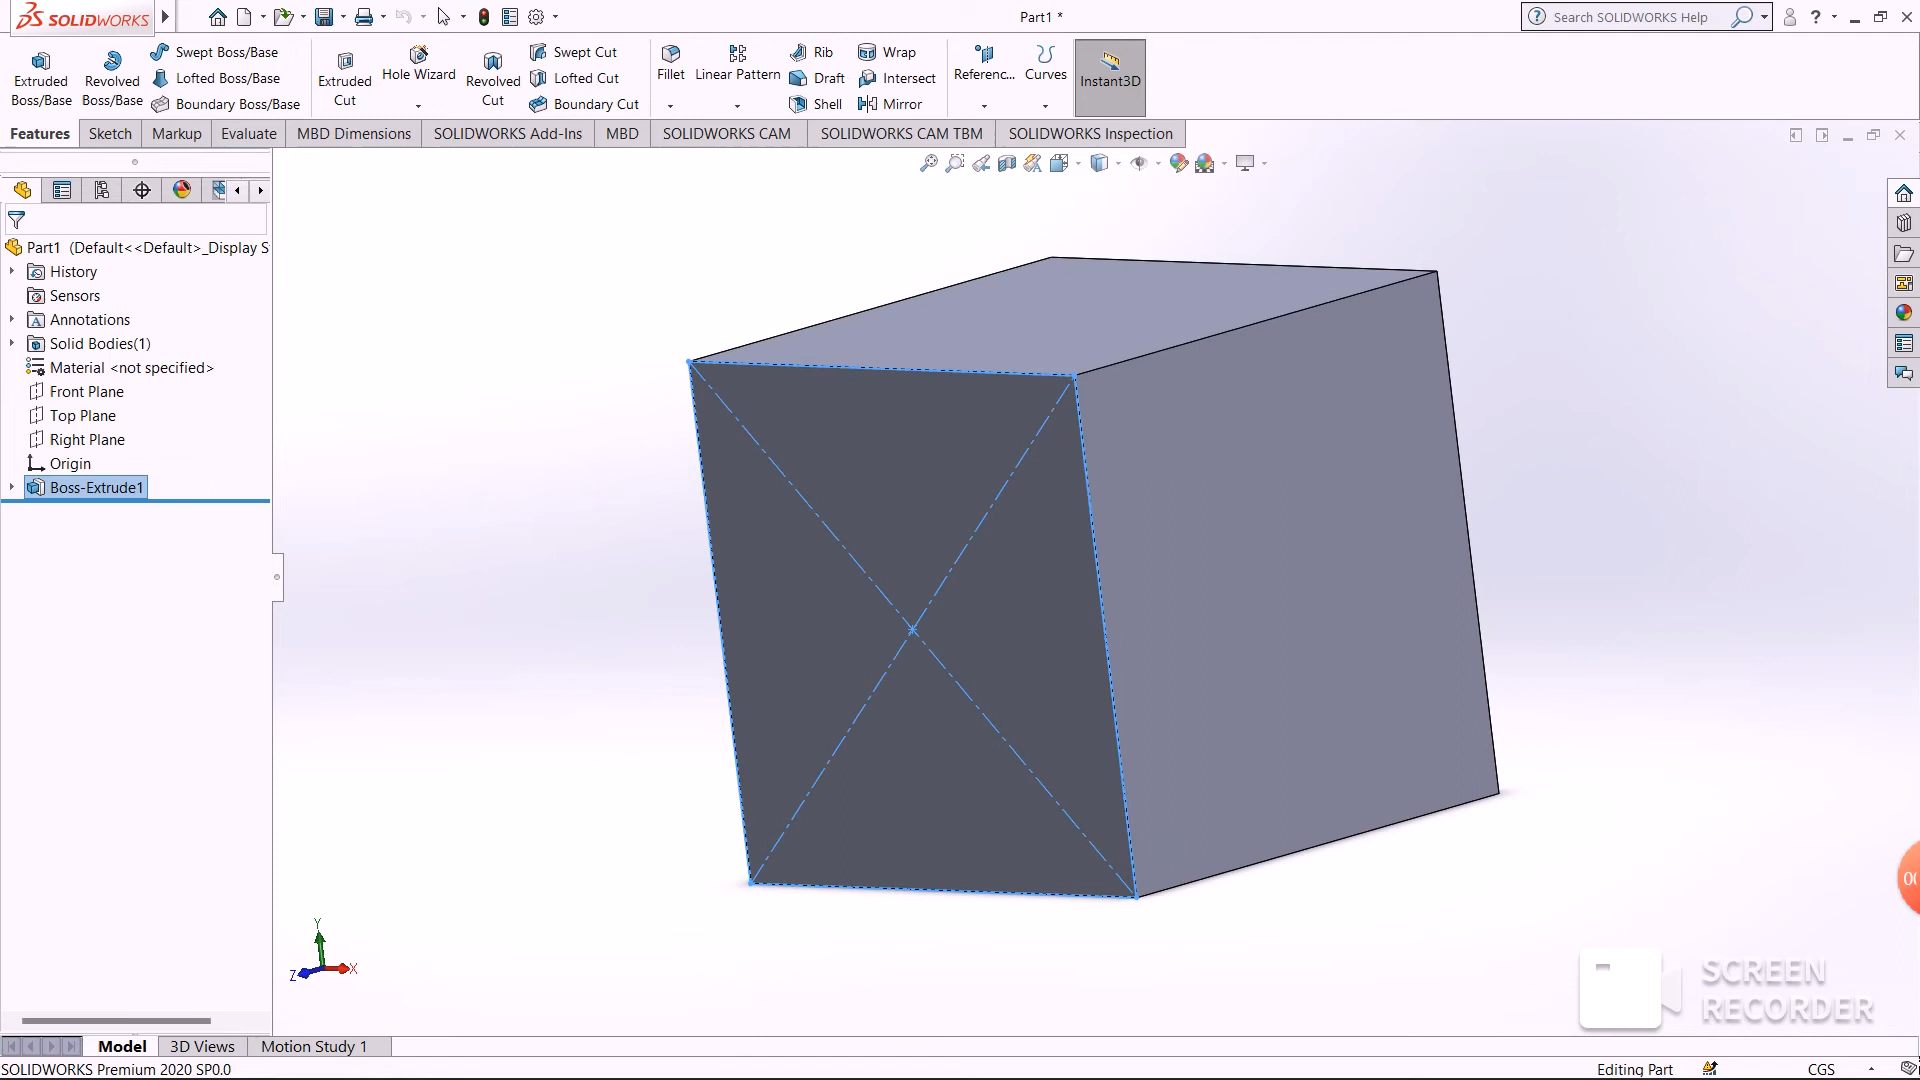 SOLIDWORKS
Part1 *
Search SOLIDWORKS Help
?
Extruded Boss/Base
Revolved Boss/Base
Swept Boss/Base
Lofted Boss/Base
Boundary Boss/Base
Extruded Cut
Hole Wizard
Revolved Cut
Swept Cut
Lofted Cut
Boundary Cut
Fillet
Linear Pattern
Rib
Draft
Shell
Wrap
Intersect
Mirror
Referenc...
Curves
Instant3D
Features
Sketch
Markup
Evaluate
MBD Dimensions
SOLIDWORKS Add-Ins
MBD
SOLIDWORKS CAM
SOLIDWORKS CAM TBM
SOLIDWORKS Inspection
Part1 (Default<<Default>_Display S
History
Sensors
Annotations
Solid Bodies(1)
Material <not specified>
Front Plane
Top Plane
Right Plane
Origin
Boss-Extrude1
Y
Z
X
00
SCREEN
RECORDER
Model
3D Views
Motion Study 1
SOLIDWORKS Premium 2020 SP0.0
Editing Part
CGS